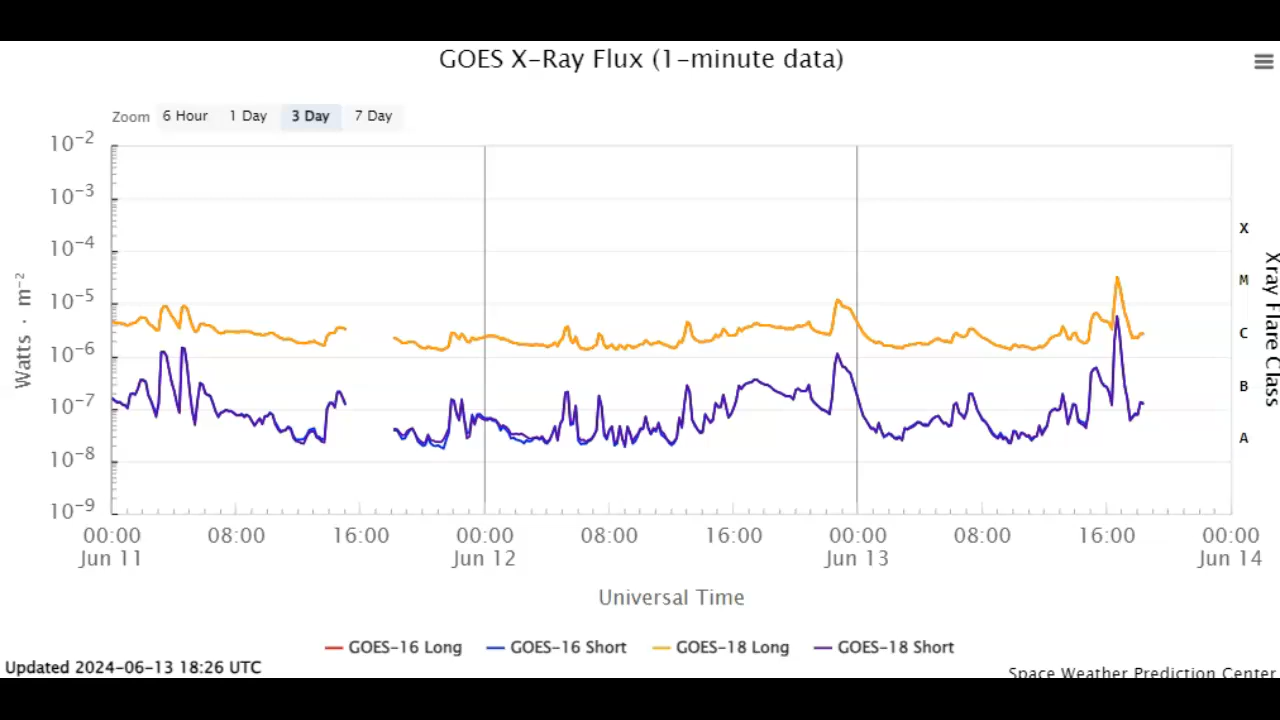 GOES X-Ray Flux (1-minute data)
Zoom 6 Hour 1 Day 3 Day 7 Day
10⁻²
10⁻³
10⁻⁴
10⁻⁵
10⁻⁶
10⁻⁷
10⁻⁸
10⁻⁹
Watts · m⁻²
X
M
C
B
A
Xray Flare Class
00:00 08:00 16:00 00:00 08:00 16:00 00:00 08:00 16:00 00:00
Jun 11 Jun 12 Jun 13 Jun 14
Universal Time
GOES-16 Long GOES-16 Short GOES-18 Long GOES-18 Short
Updated 2024-06-13 18:26 UTC
Space Weather Prediction Center